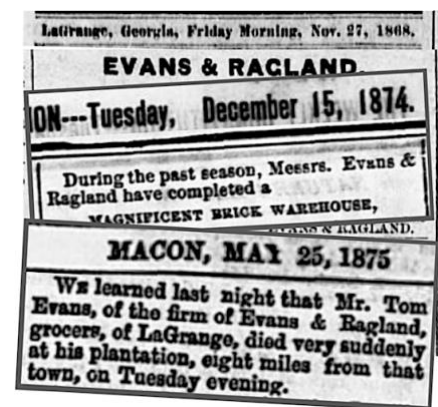 LaGrange, Georgia, Friday Morning, Nov. 27, 1868.
EVANS & RAGLAND.
ION---Tuesday, December 15, 1874.
During the past season, Messrs. Evans &
Ragland have completed a
MAGNIFICENT BRICK WAREHOUSE,
EVANS & RAGLAND.
MACON, MAY 25, 1875
We learned last night that Mr. Tom
Evans, of the firm of Evans & Ragland,
grocers, of LaGrange, died very suddenly
at his plantation, eight miles from that
town, on Tuesday evening.